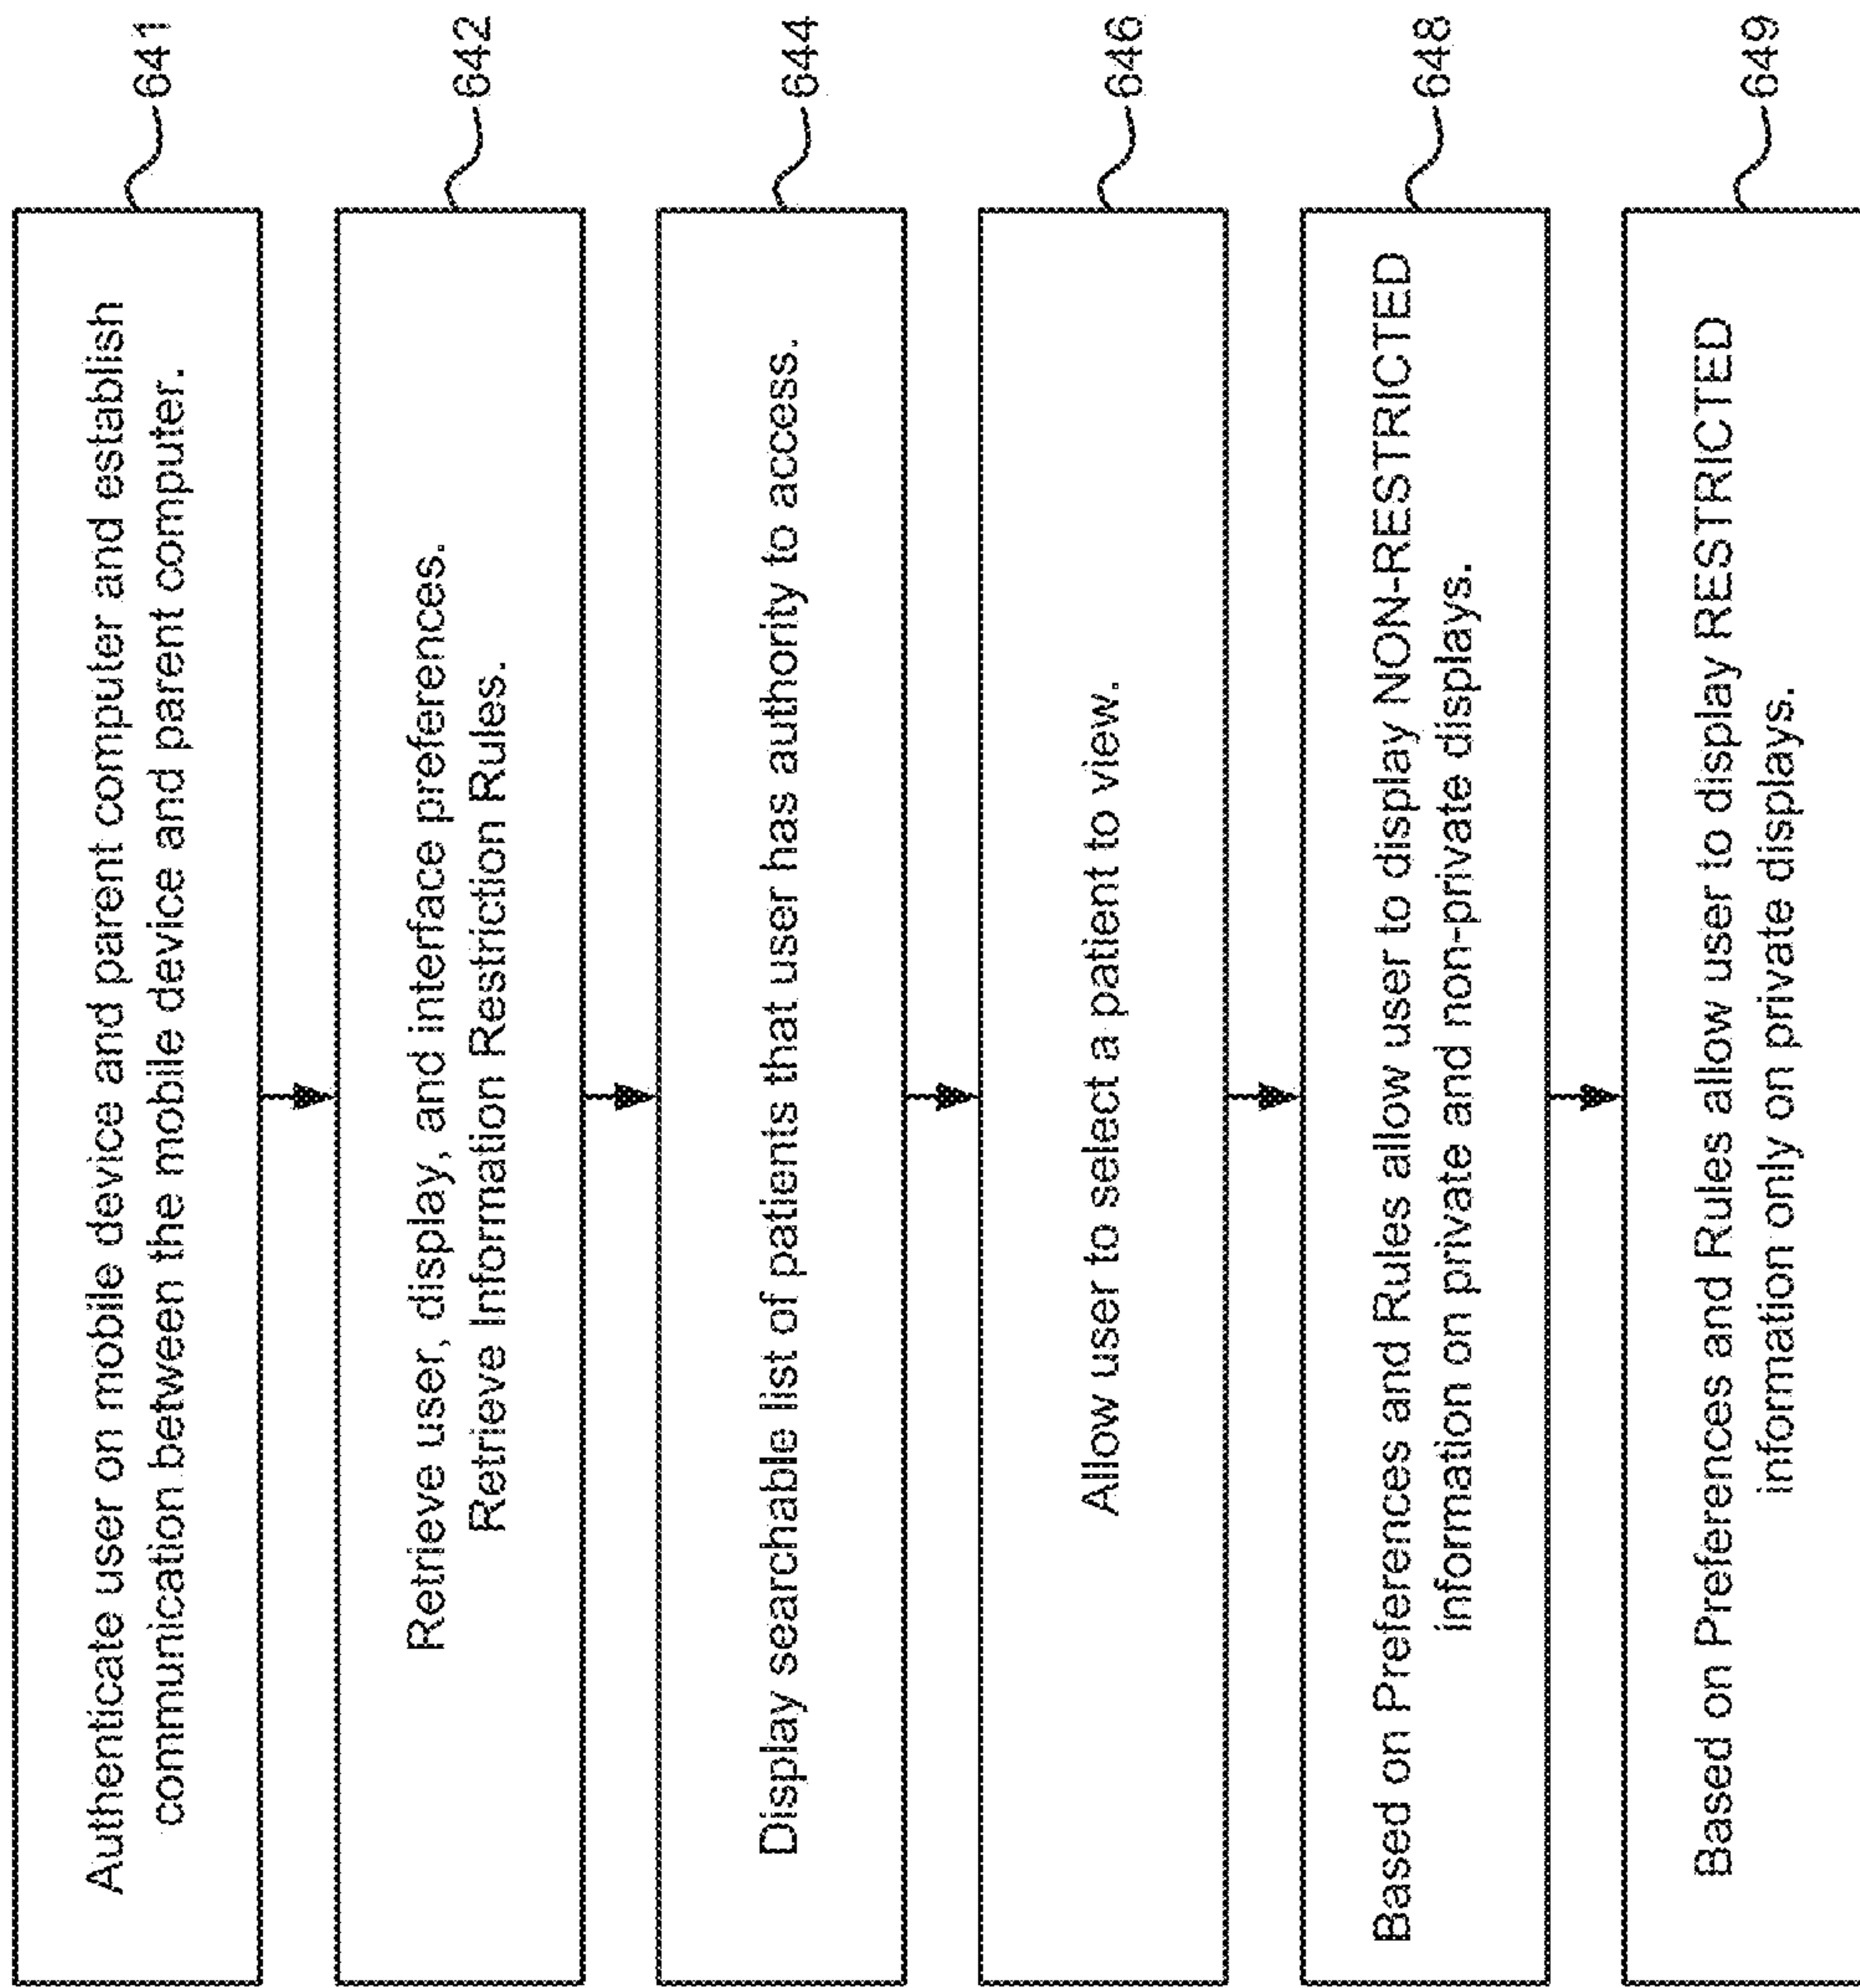 Authenticate user on mobile device and parent computer and establish
communication between the mobile device and parent computer.
641
Retrieve user, display, and interface preferences.
Retrieve Information Restriction Rules.
642
Display searchable list of patients that user has authority to access.
644
Allow user to select a patient to view.
646
Based on Preferences and Rules allow user to display NON-RESTRICTED
information on private and non-private displays.
648
Based on Preferences and Rules allow user to display RESTRICTED
information only on private displays.
649